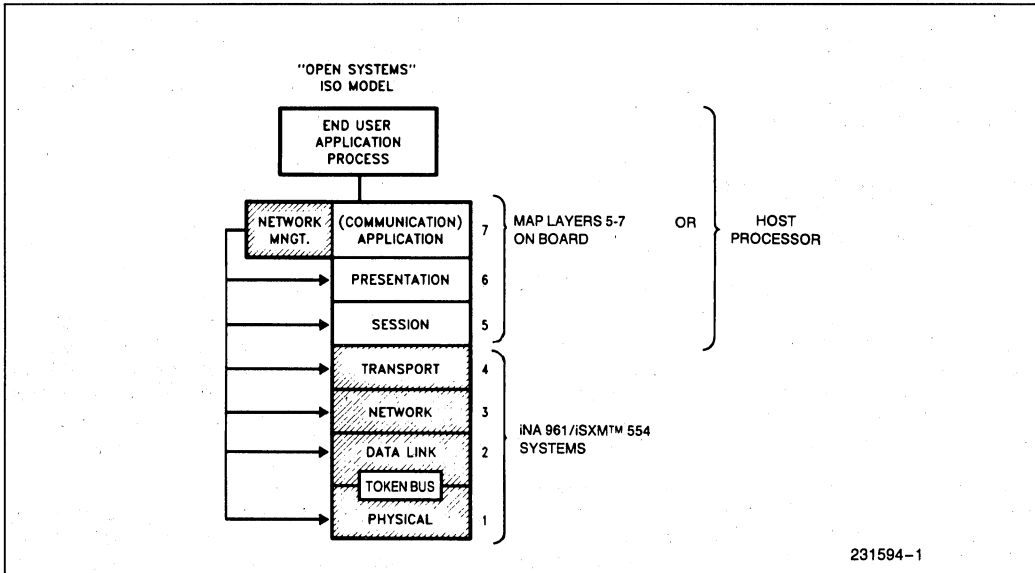 "OPEN SYSTEMS"
ISO MODEL
END USER
APPLICATION
PROCESS
NETWORK
MNGT.
(COMMUNICATION)
APPLICATION
7
MAP LAYERS 5-7
ON BOARD
OR
HOST
PROCESSOR
PRESENTATION
6
SESSION
5
TRANSPORT
4
NETWORK
3
iNA 961/iSXM™ 554
SYSTEMS
DATA LINK
2
TOKEN BUS
PHYSICAL
1
231594-1